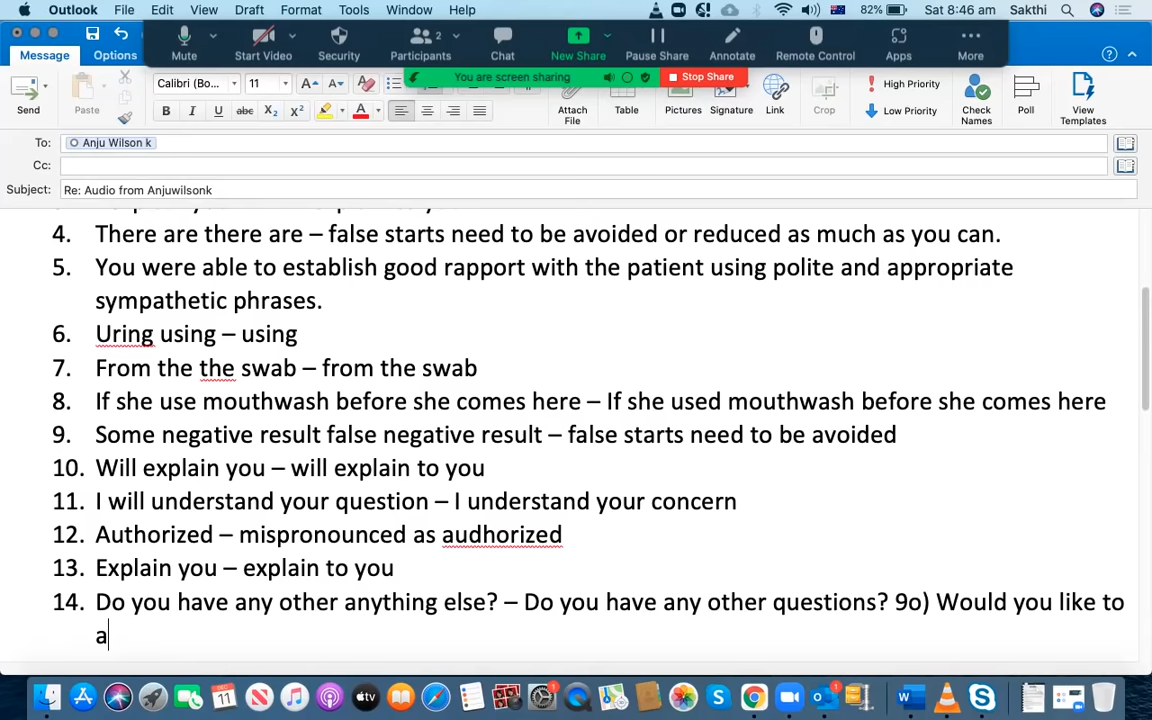 Outlook File Edit View Draft Format Tools Window Help 82% Sat 8:46 am Sakthi
Mute Start Video Security Participants 2 Chat New Share Pause Share Annotate Remote Control Apps More
Message Options
You are screen sharing Stop Share
Send Paste Calibri (Bo... 11 Attach File Table Pictures Signature Link Crop High Priority Low Priority Check Names Poll View Templates
B I U abc X₂ X² A
To: Anju Wilson k
Cc:
Subject: Re: Audio from Anjuwilsonk
4. There are there are – false starts need to be avoided or reduced as much as you can.
5. You were able to establish good rapport with the patient using polite and appropriate
sympathetic phrases.
6. Uring using – using
7. From the the swab – from the swab
8. If she use mouthwash before she comes here – If she used mouthwash before she comes here
9. Some negative result false negative result – false starts need to be avoided
10. Will explain you – will explain to you
11. I will understand your question – I understand your concern
12. Authorized – mispronounced as audhorized
13. Explain you – explain to you
14. Do you have any other anything else? – Do you have any other questions? 9o) Would you like to
a